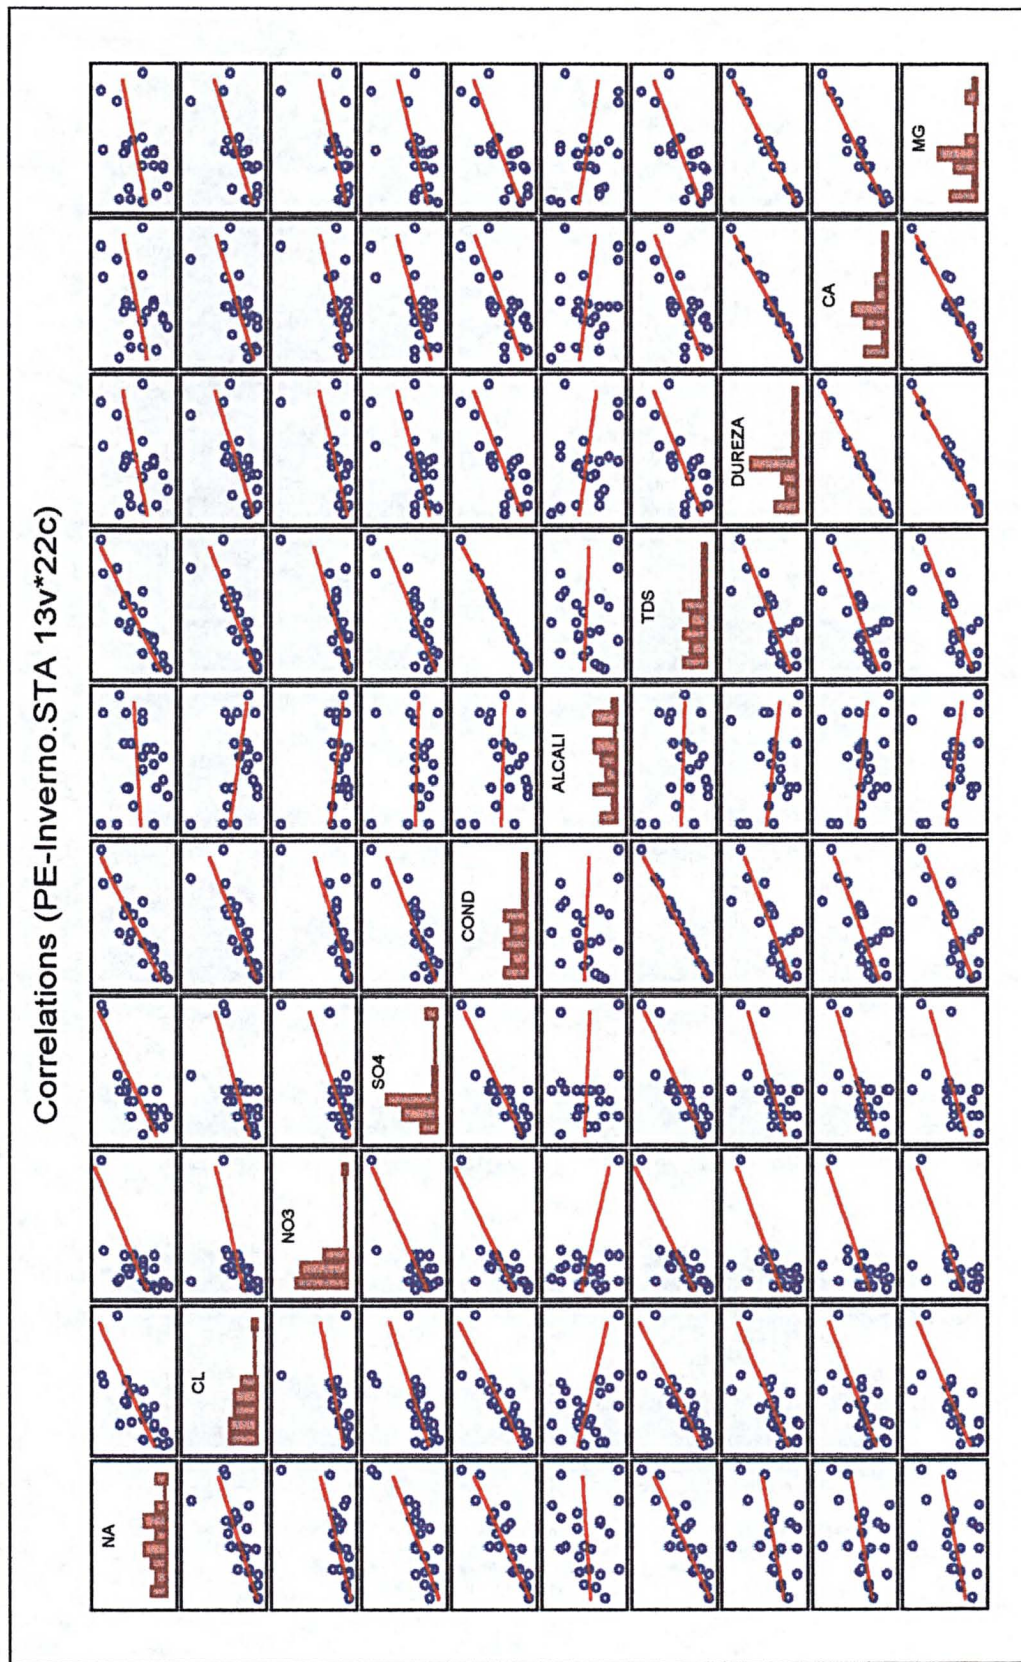 Correlations (PE-Inverno.STA 13v*22c)
NA
CL
NO3
SO4
COND
ALCALI
TDS
DUREZA
CA
MG